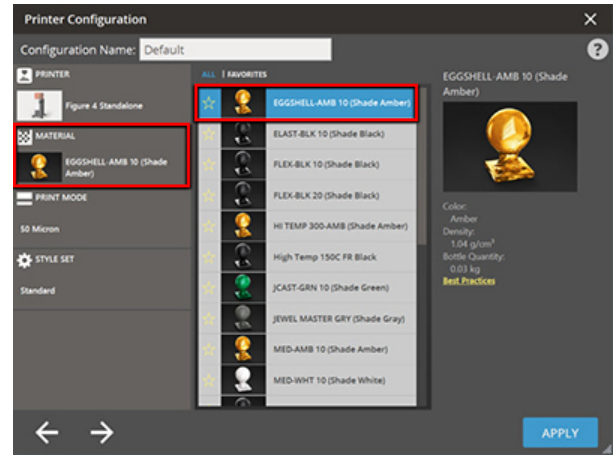 Printer Configuration
Configuration Name: Default
?
PRINTER
Figure 4 Standalone
MATERIAL
EGGSHELL-AMB 10 (Shade
Amber)
PRINT MODE
50 Micron
STYLE SET
Standard
ALL | FAVORITES
EGGSHELL-AMB 10 (Shade Amber)
ELAST-BLK 10 (Shade Black)
FLEX-BLK 10 (Shade Black)
FLEX-BLK 20 (Shade Black)
HI TEMP 300-AMB (Shade Amber)
High Temp 150C FR Black
JCAST-GRN 10 (Shade Green)
JEWEL MASTER GRY (Shade Gray)
MED-AMB 10 (Shade Amber)
MED-WHT 10 (Shade White)
EGGSHELL-AMB 10 (Shade
Amber)
Color:
Amber
Density:
1.04 g/cm³
Bottle Quantity:
0.03 kg
Best Practices
APPLY